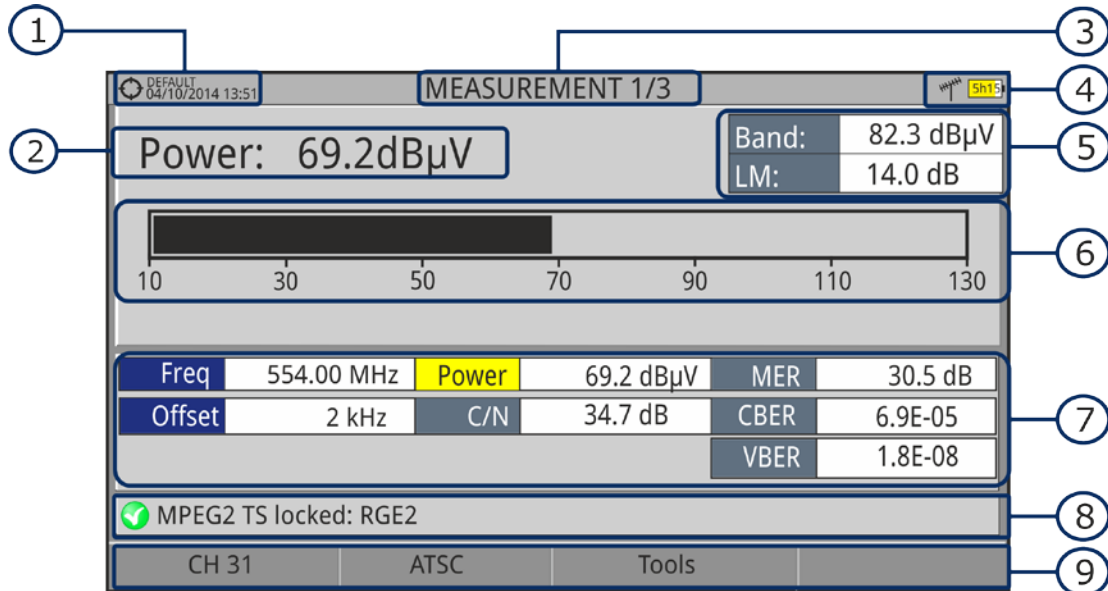 1
3
DEFAULT
04/10/2014 13:51
MEASUREMENT 1/3
5h15
4
2
Power: 69.2dBµV
Band: 82.3 dBµV
LM: 14.0 dB
5
6
10 30 50 70 90 110 130
Freq 554.00 MHz Power 69.2 dBµV MER 30.5 dB
Offset 2 kHz C/N 34.7 dB CBER 6.9E-05
VBER 1.8E-08
7
MPEG2 TS locked: RGE2
8
CH 31 ATSC Tools
9